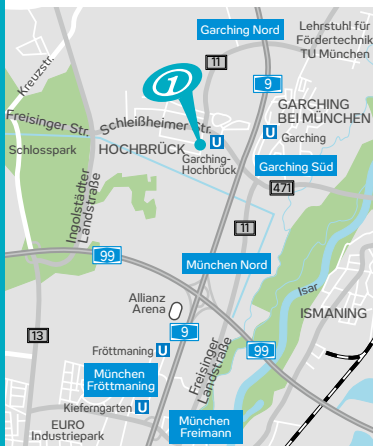 Garching Nord
Lehrstuhl für
Fördertechnik
TU München
Kreuzstr.
11
9
1
GARCHING
BEI MÜNCHEN
Freisinger Str.
Schleißheimer Str.
U
U
Garching
Schlosspark
HOCHBRÜCK
Garching-
Hochbrück
Garching Süd
471
Ingolstädter
Landstraße
11
99
München Nord
Isar
Allianz
Arena
ISMANING
9
13
Fröttmaning
U
99
Freisinger
Landstraße
München
Fröttmaning
Kieferngarten
U
EURO
Industriepark
München
Freimann